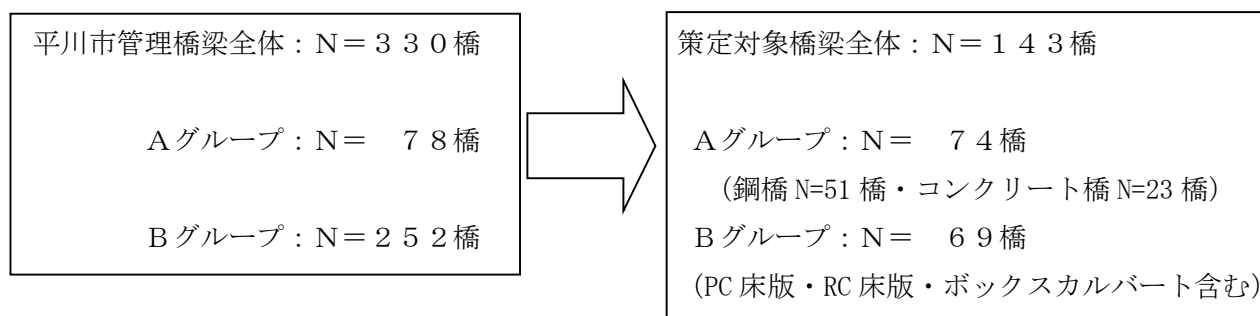 平川市管理橋梁全体：Ｎ＝３３０橋
Ａグループ：Ｎ＝　７８橋
Ｂグループ：Ｎ＝２５２橋
策定対象橋梁全体：Ｎ＝１４３橋
Ａグループ：Ｎ＝　７４橋
（鋼橋 N=51 橋・コンクリート橋 N=23 橋）
Ｂグループ：Ｎ＝　６９橋
（PC 床版・RC 床版・ボックスカルバート含む）